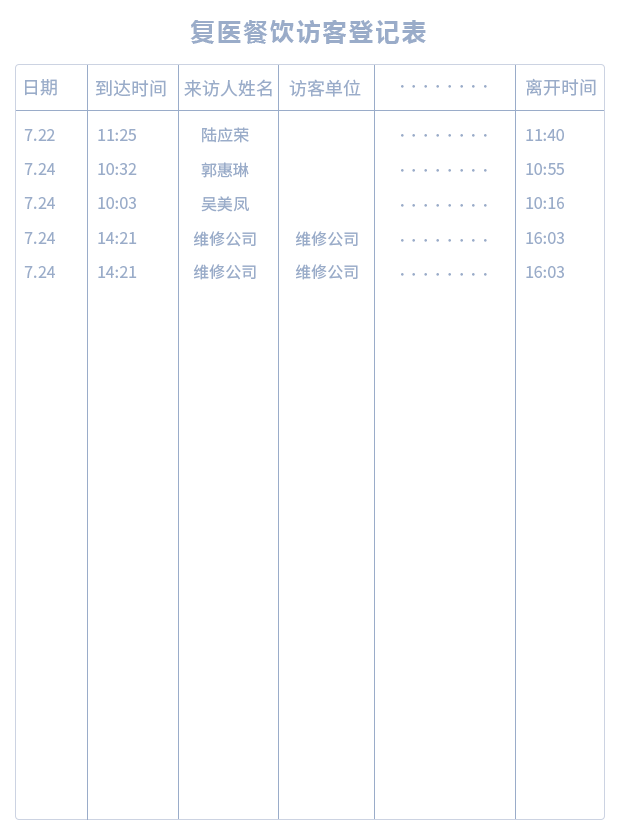 复医餐饮访客登记表
日期 到达时间 来访人姓名 访客单位 ········ 离开时间
7.22 11:25 陆应荣 ········ 11:40
7.24 10:32 郭惠琳 ········ 10:55
7.24 10:03 吴美凤 ········ 10:16
7.24 14:21 维修公司 维修公司 ········ 16:03
7.24 14:21 维修公司 维修公司 ········ 16:03